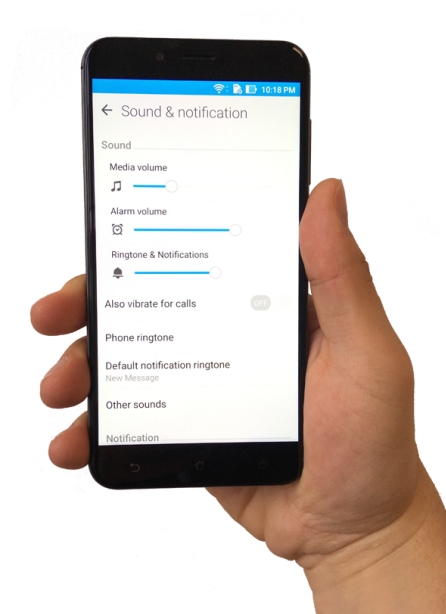 10:18 PM
Sound & notification
Sound
Media volume
Alarm volume
Ringtone & Notifications
Also vibrate for calls OFF
Phone ringtone
Default notification ringtone
New Message
Other sounds
Notification